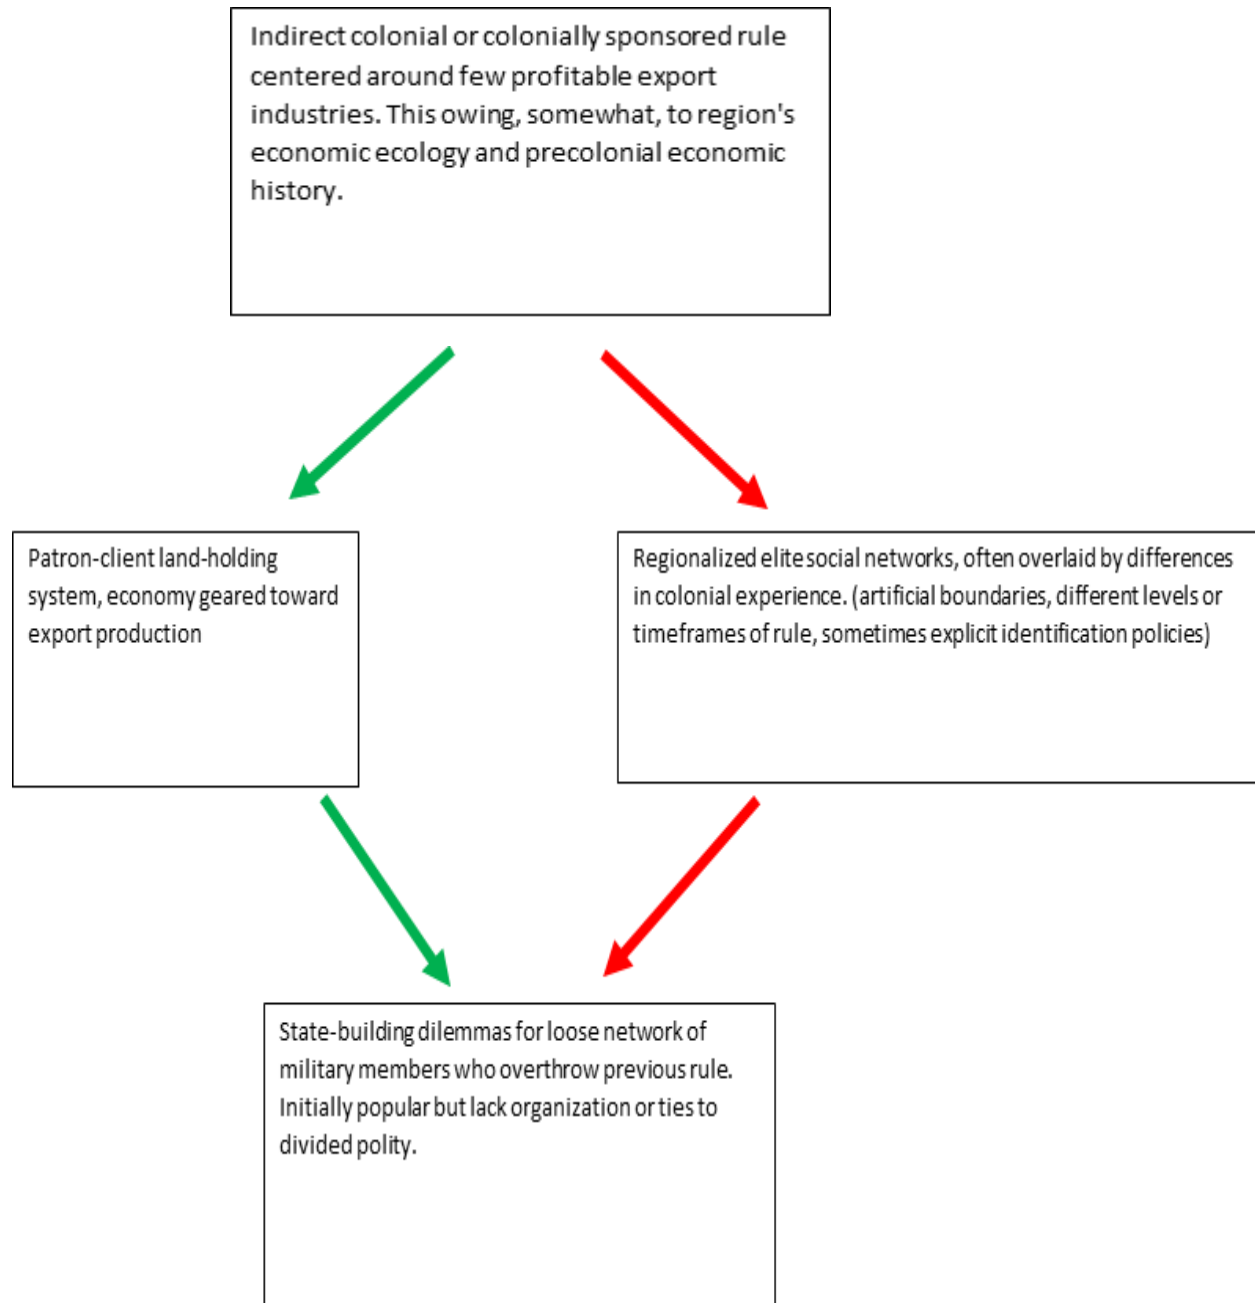 Indirect colonial or colonially sponsored rule
centered around few profitable export
industries. This owing, somewhat, to region's
economic ecology and precolonial economic
history.
Patron-client land-holding
system, economy geared toward
export production
Regionalized elite social networks, often overlaid by differences
in colonial experience. (artificial boundaries, different levels or
timeframes of rule, sometimes explicit identification policies)
State-building dilemmas for loose network of
military members who overthrow previous rule.
Initially popular but lack organization or ties to
divided polity.